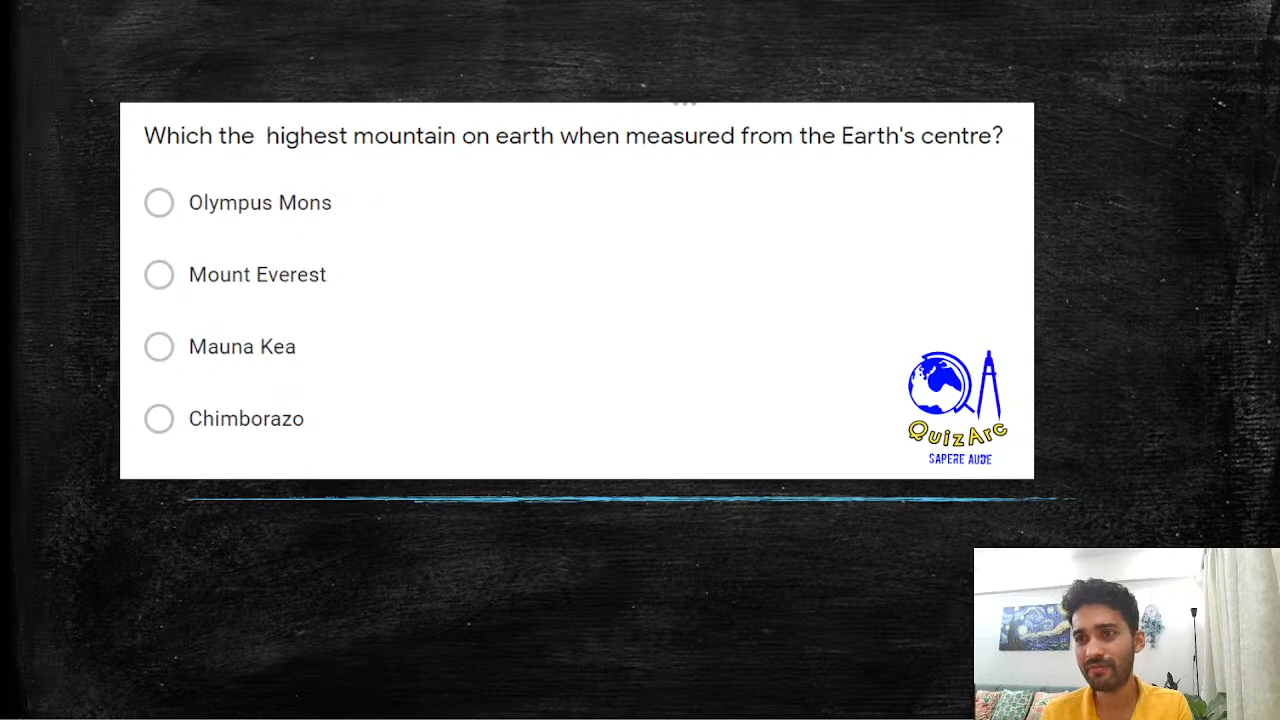 Which the  highest mountain on earth when measured from the Earth's centre?
Olympus Mons
Mount Everest
Mauna Kea
Chimborazo
QA
QuizArc
SAPERE AUDE